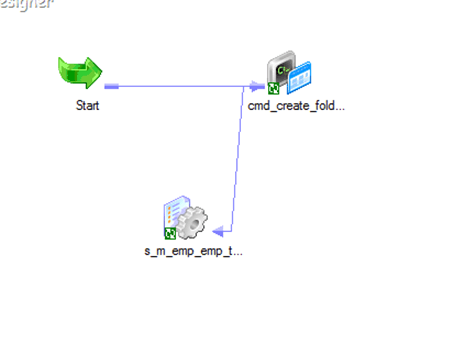 esigner
Start
cmd_create_fold...
s_m_emp_emp_t...